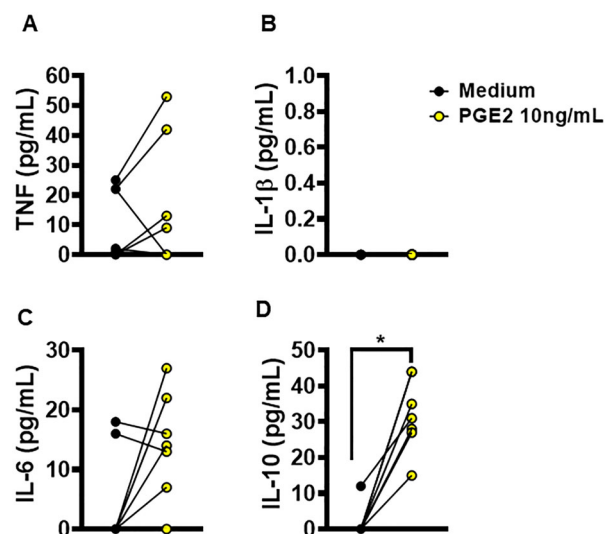 A
TNF (pg/mL)
60
50
40
30
20
10
0
B
IL-1β (pg/mL)
1.0
0.8
0.6
0.4
0.2
0.0
Medium
PGE2 10ng/mL
C
IL-6 (pg/mL)
30
20
10
0
D
IL-10 (pg/mL)
50
40
30
20
10
0
*